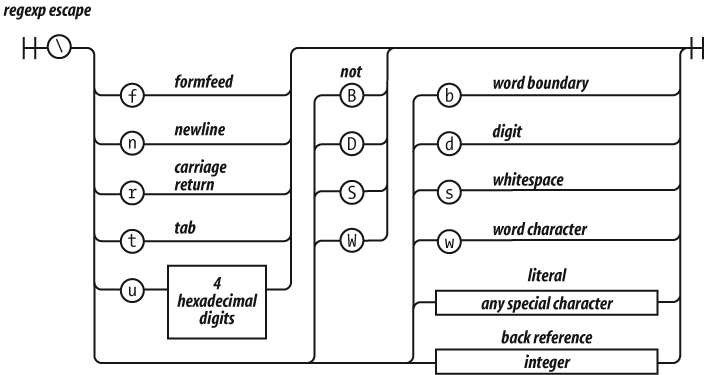 regexp escape
\
not
f formfeed B b word boundary
n newline D d digit
r carriage return S s whitespace
t tab W w word character
u 4 hexadecimal digits
literal
any special character
back reference
integer